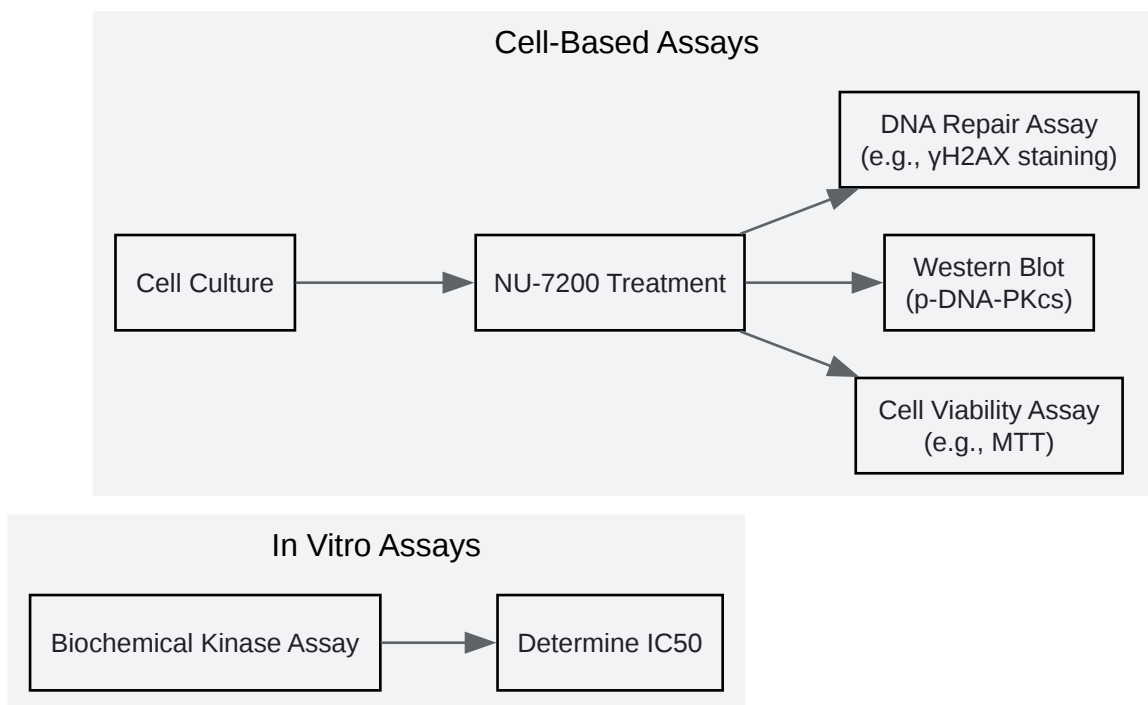 Cell-Based Assays
DNA Repair Assay
(e.g., γH2AX staining)
Cell Culture
NU-7200 Treatment
Western Blot
(p-DNA-PKcs)
Cell Viability Assay
(e.g., MTT)
In Vitro Assays
Biochemical Kinase Assay
Determine IC50